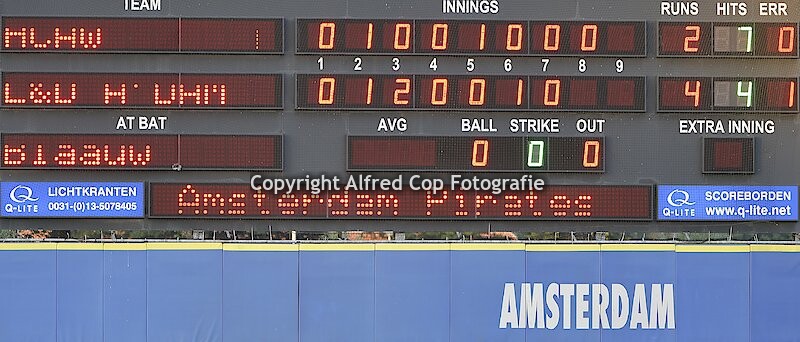 TEAM INNINGS RUNS HITS ERR
HCAW 0 1 0 0 1 0 0 0 2 7 0
1 2 3 4 5 6 7 8 9
L&D A'DAM 0 1 2 0 0 1 0 4 4 1
AT BAT AVG BALL STRIKE OUT EXTRA INNING
Blaauw 0 0 0
Copyright Alfred Cop Fotografie
Q-LITE LICHTKRANTEN
0031-(0)13-5078405
Amsterdam Pirates
Q-LITE SCOREBORDEN
www.q-lite.net
AMSTERDAM